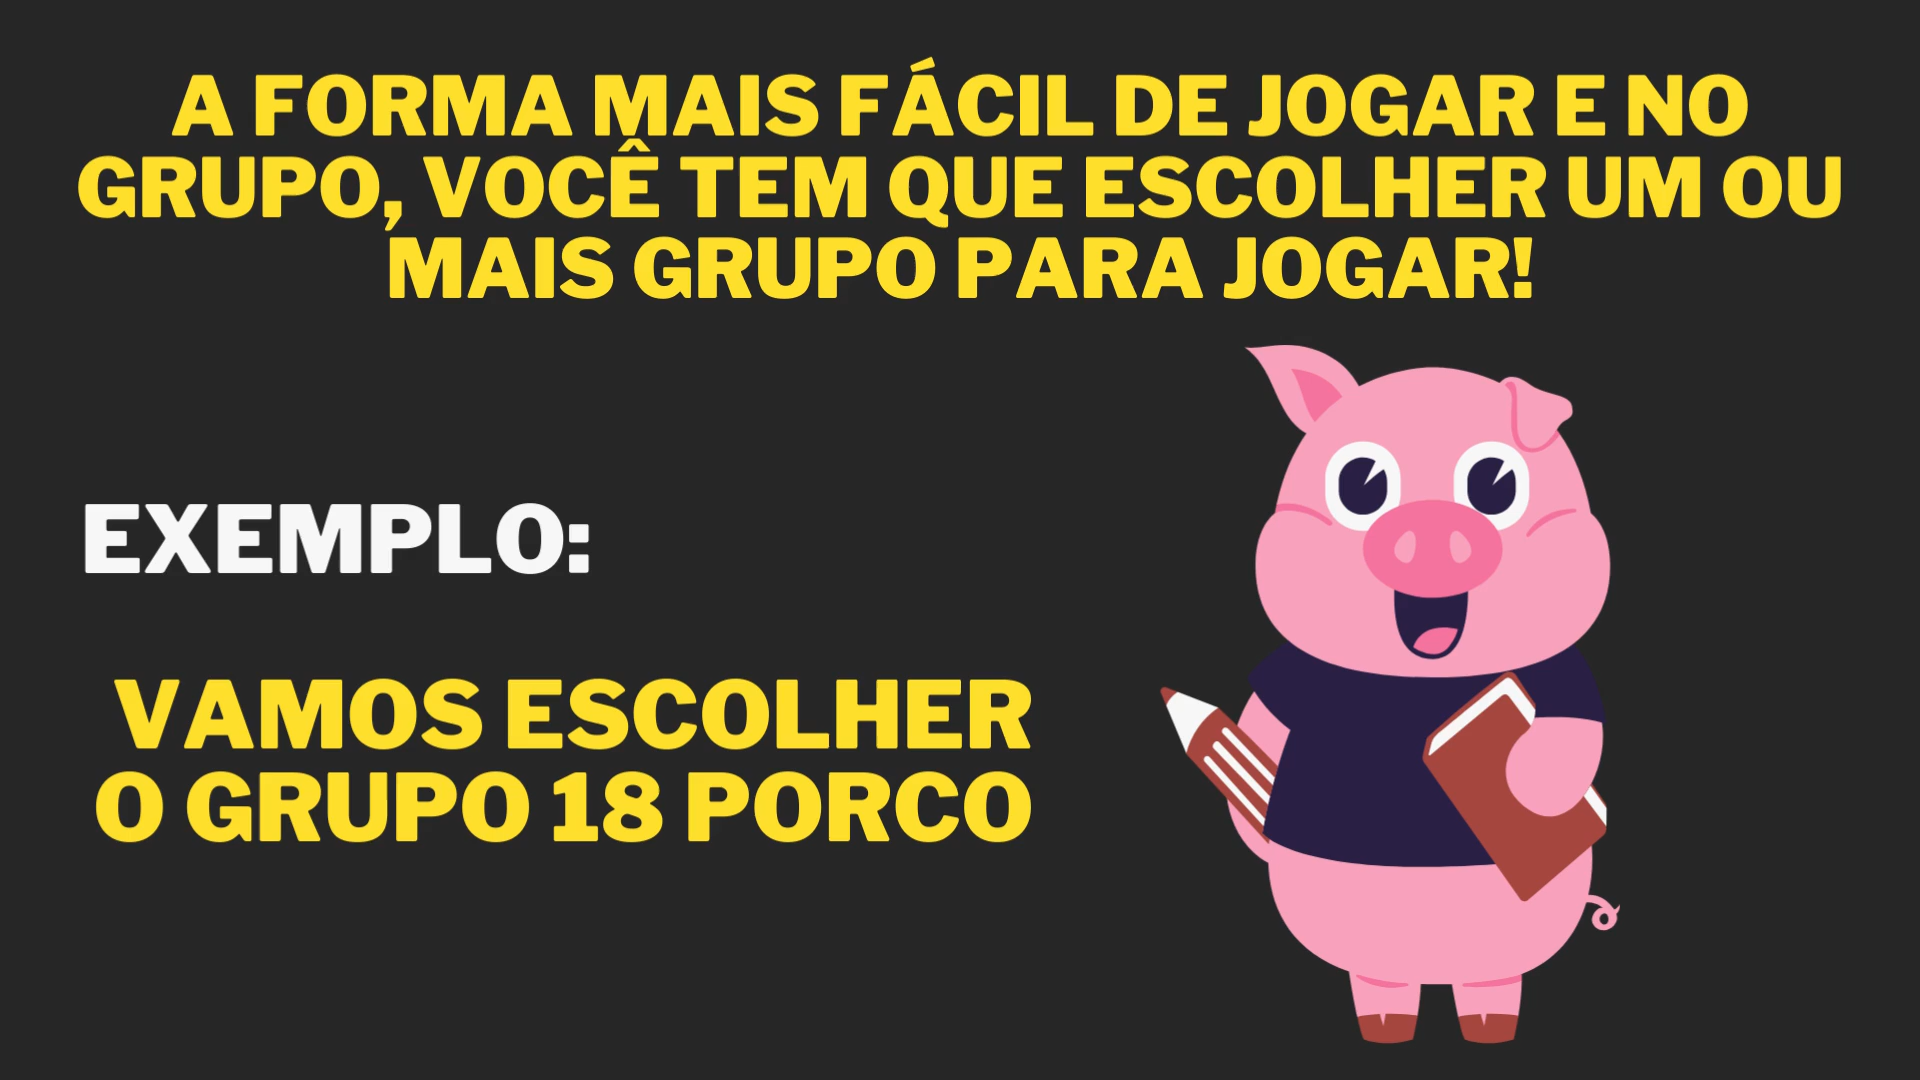 A FORMA MAIS FÁCIL DE JOGAR E NO
GRUPO, VOCÊ TEM QUE ESCOLHER UM OU
MAIS GRUPO PARA JOGAR!
EXEMPLO:
VAMOS ESCOLHER
O GRUPO 18 PORCO